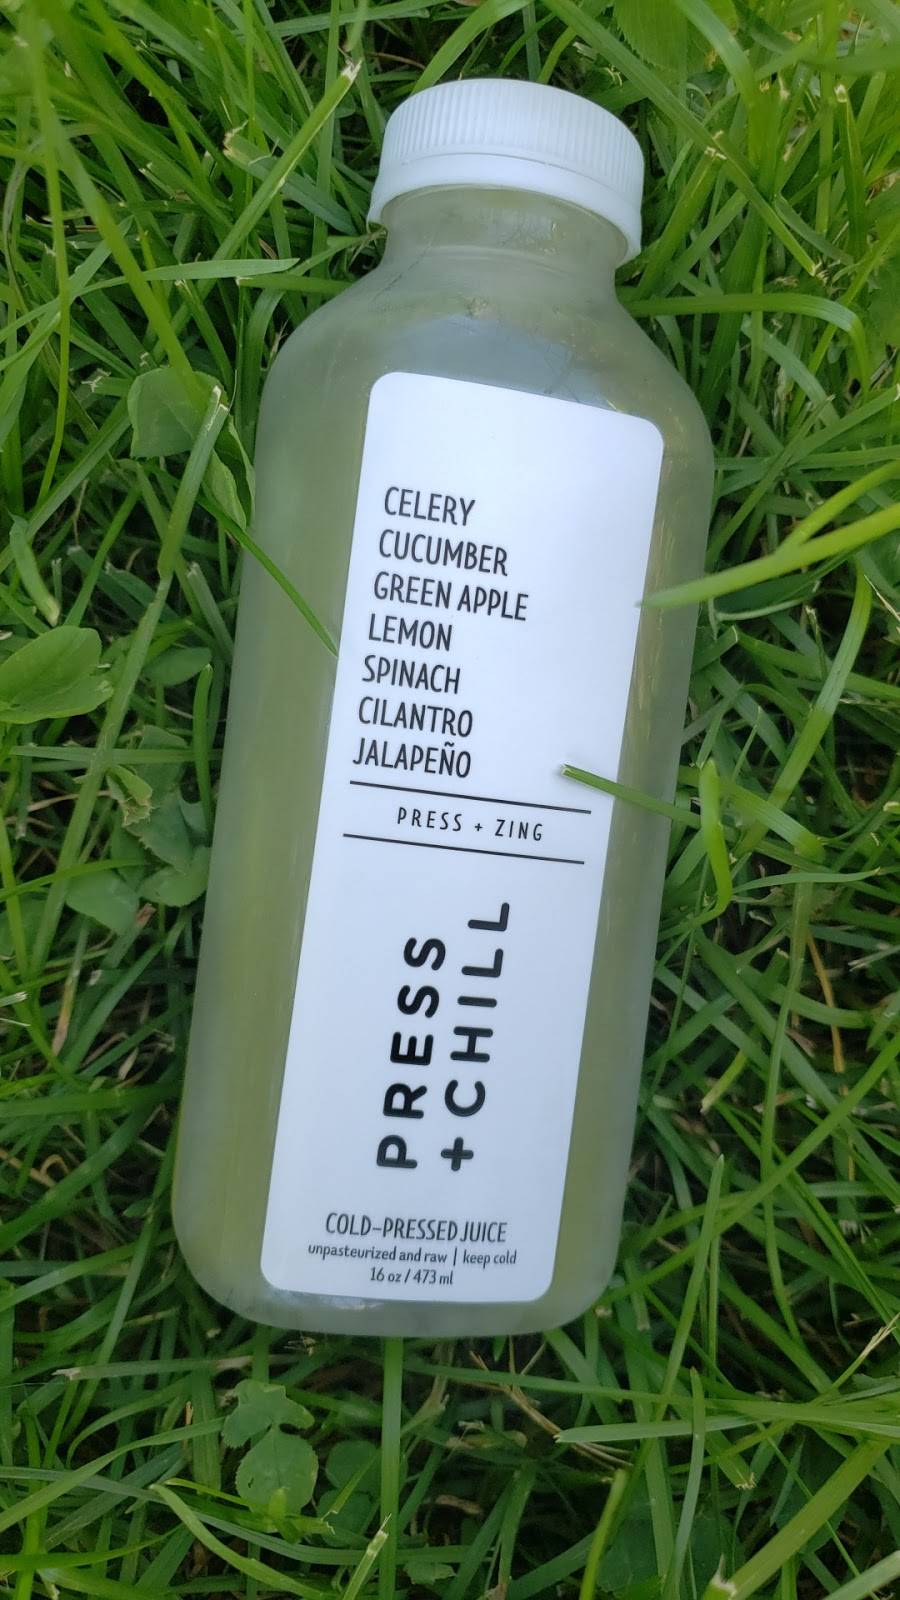 CELERY
CUCUMBER
GREEN APPLE
LEMON
SPINACH
CILANTRO
JALAPEÑO
PRESS + ZING
PRESS
+ CHILL
COLD-PRESSED JUICE
unpasteurized and raw | keep cold
16 oz / 473 ml